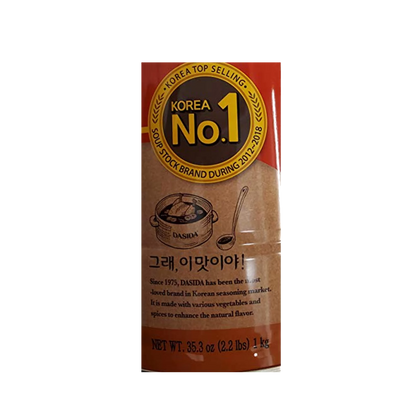 KOREA TOP SELLING
KOREA
No.1
SOUP STOCK BRAND DURING 2012-2018
DASIDA
그래, 이맛이야!
Since 1975, DASIDA has been the most
-loved brand in Korean seasoning market.
It is made with various vegetables and
spices to enhance the natural flavor.
NET WT. 35.3 oz (2.2 lbs) 1 kg